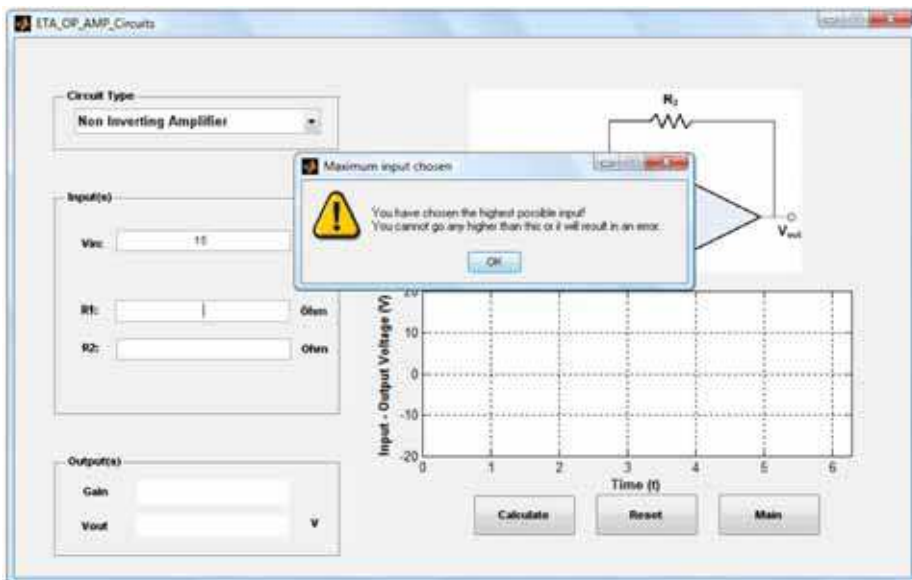 ETA_OP_AMP_Circuits
Circuit Type
Non Inverting Amplifier
R2
Maximum input chosen
You have chosen the highest possible input!
You cannot go any higher than this or it will result in an error.
OK
Input(s)
Vin:
R1:
Ohm
R2:
Ohm
Vout
Input - Output Voltage (V)
20
10
0
-10
-20
0
1
2
3
4
5
6
Time (t)
Output(s)
Gain
Vout
V
Calculate
Reset
Main